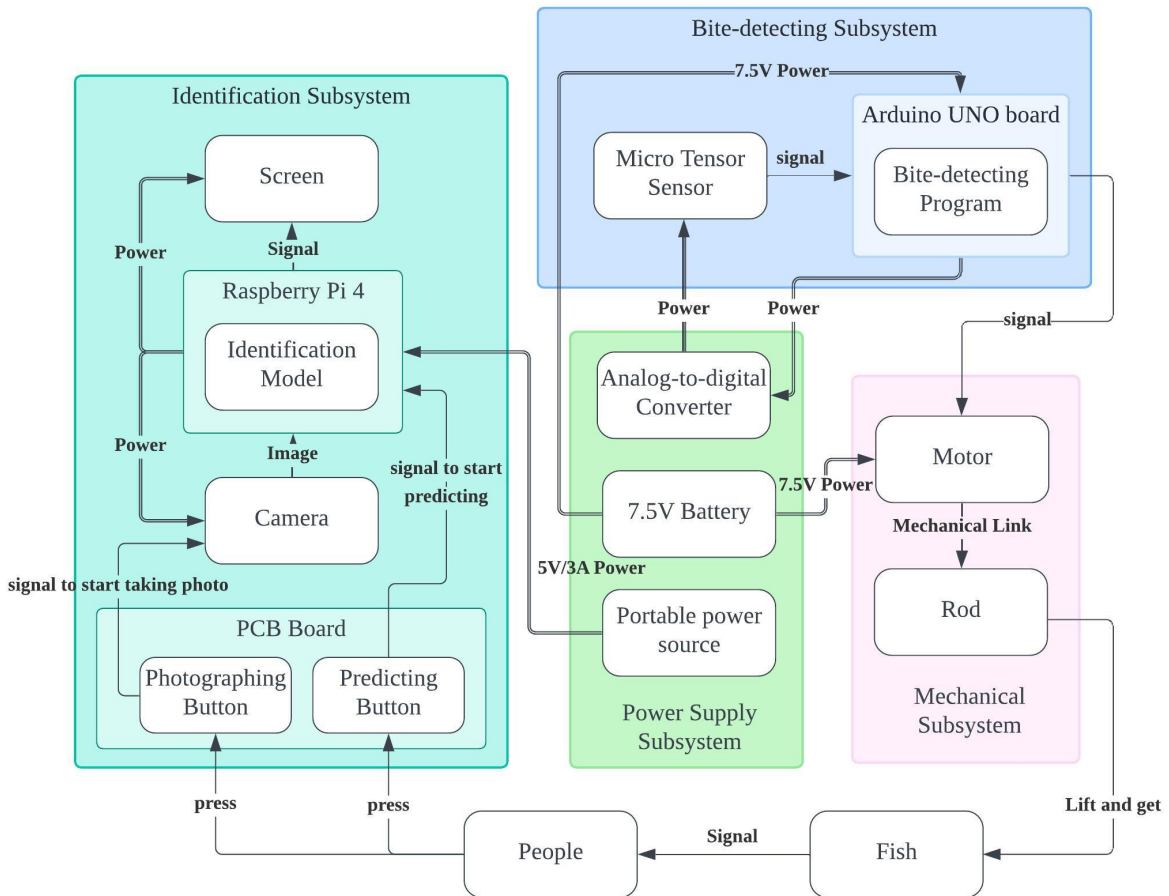 Bite-detecting Subsystem
7.5V Power
Identification Subsystem
Arduino UNO board
Screen
Micro Tensor
Sensor
signal
Bite-detecting
Program
Power
Signal
Raspberry Pi 4
Power
Power
signal
Identification
Model
Analog-to-digital
Converter
Power
Image
signal to start
predicting
Motor
7.5V Power
Camera
7.5V Battery
Mechanical Link
5V/3A Power
signal to start taking photo
Portable power
source
Rod
PCB Board
Photographing
Button
Predicting
Button
Power Supply
Subsystem
Mechanical
Subsystem
press
press
Lift and get
People
Signal
Fish